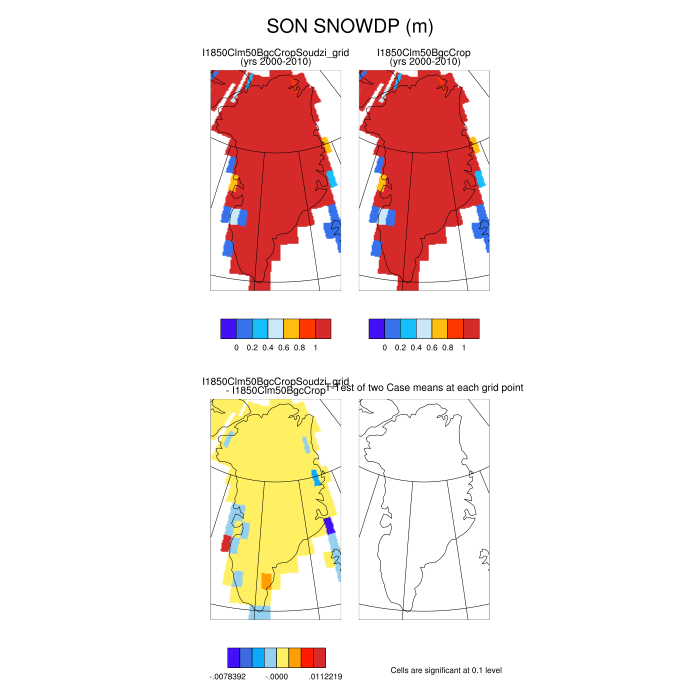 SON SNOWDP (m)
I1850Clm50BgcCropSoudzi_grid
(yrs 2000-2010)
I1850Clm50BgcCrop
(yrs 2000-2010)
0 0.2 0.4 0.6 0.8 1
0 0.2 0.4 0.6 0.8 1
I1850Clm50BgcCropSoudzi_grid
- I1850Clm50BgcCrop
T-Test of two Case means at each grid point
-.0078392 -.0000 .0112219
Cells are significant at 0.1 level